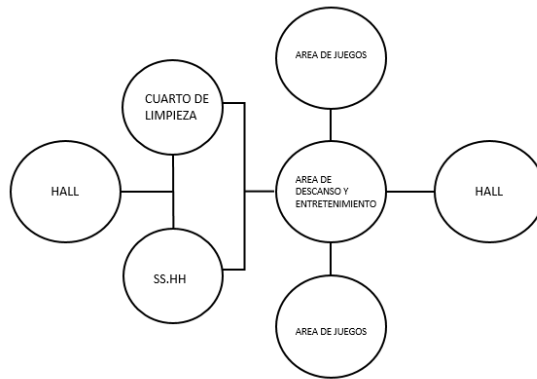 AREA DE JUEGOS
CUARTO DE
LIMPIEZA
HALL
AREA DE
DESCANSO Y
ENTRETENIMIENTO
HALL
SS.HH
AREA DE JUEGOS